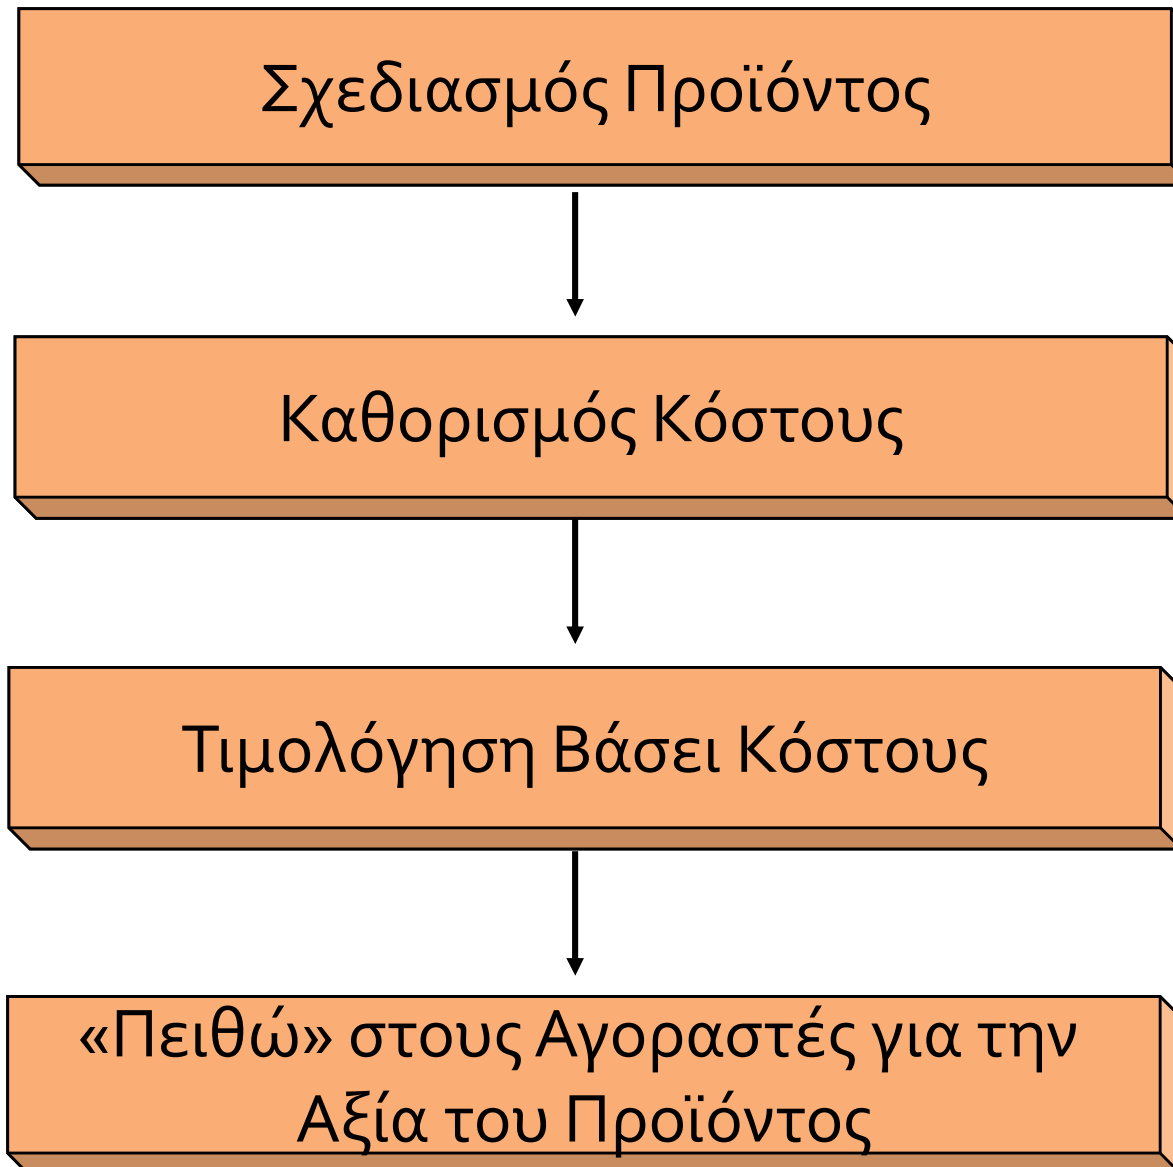 Σχεδιασμός Προϊόντος
Καθορισμός Κόστους
Τιμολόγηση Βάσει Κόστους
«Πειθώ» στους Αγοραστές για την
Αξία του Προϊόντος